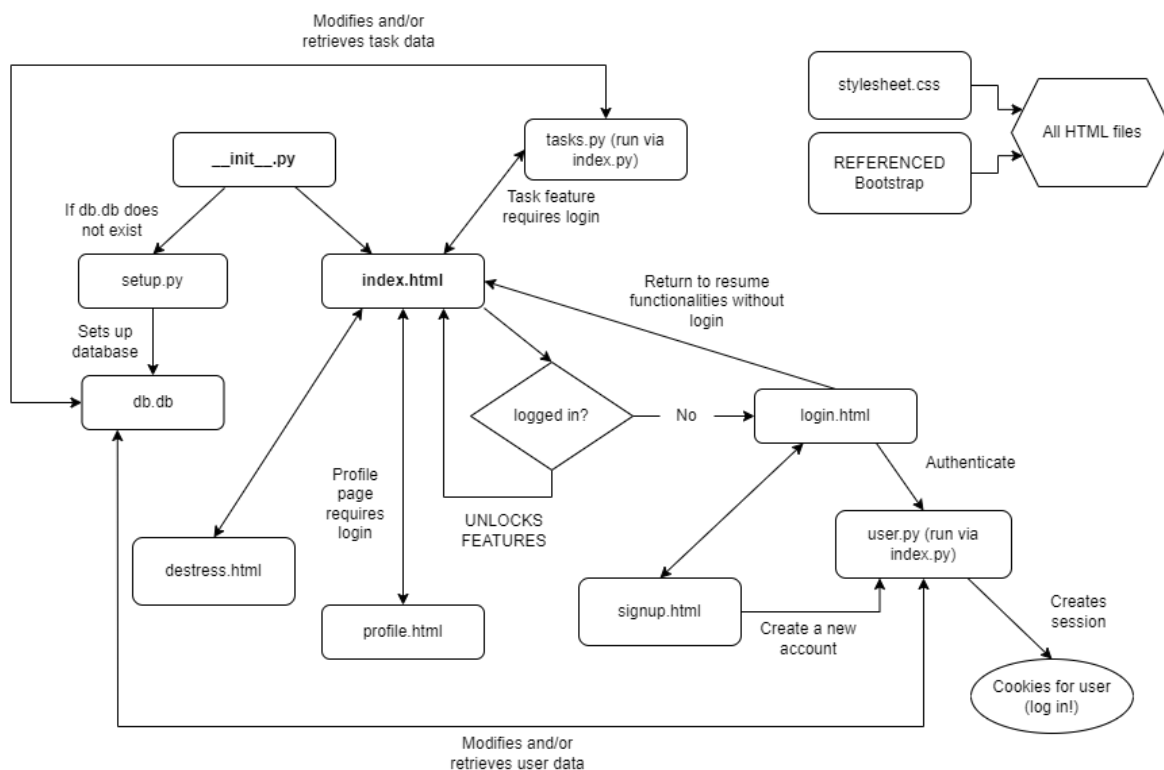 Modifies and/or
retrieves task data
stylesheet.css
All HTML files
REFERENCED
Bootstrap
tasks.py (run via
index.py)
__init__.py
Task feature
requires login
If db.db does
not exist
setup.py
index.html
Return to resume
functionalities without
login
Sets up
database
db.db
logged in?
No
login.html
Authenticate
Profile
page
requires
login
UNLOCKS
FEATURES
user.py (run via
index.py)
destress.html
signup.html
profile.html
Create a new
account
Creates
session
Cookies for user
(log in!)
Modifies and/or
retrieves user data